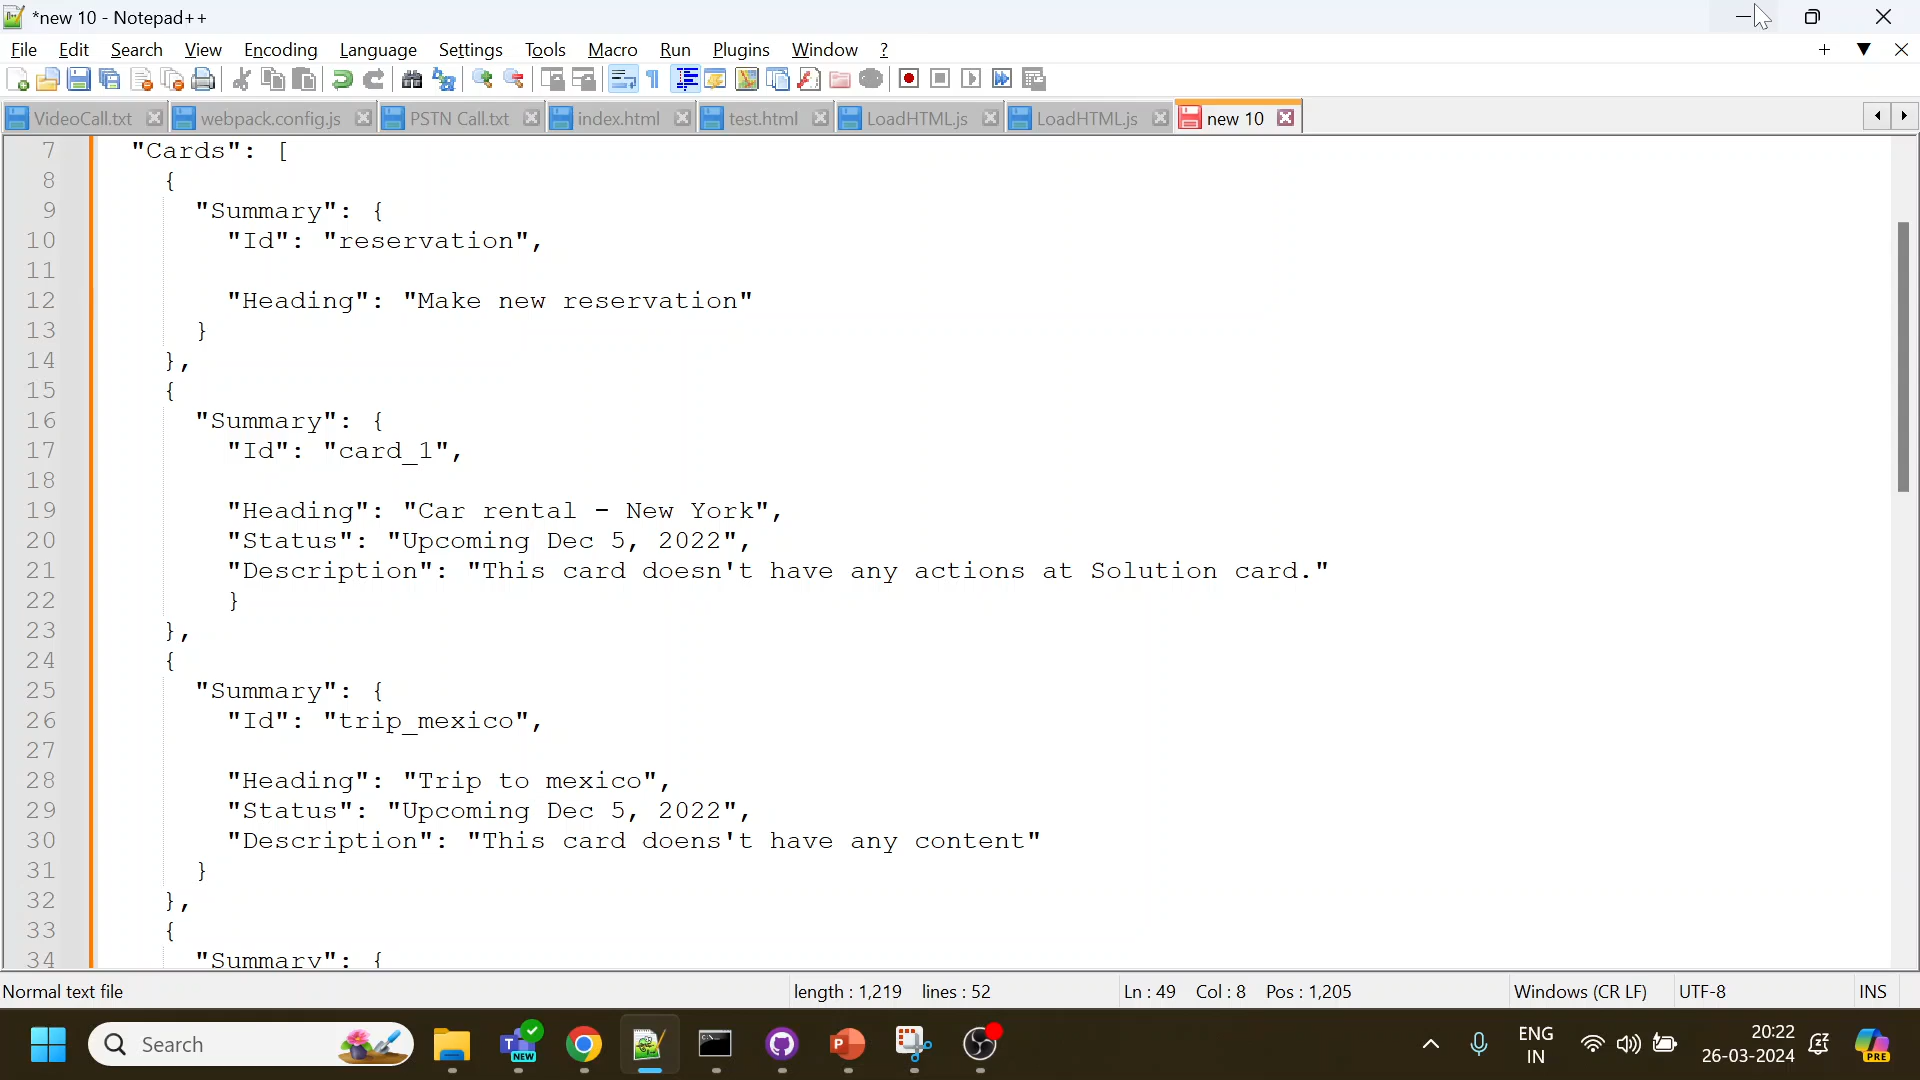 *new 10 - Notepad++
File Edit Search View Encoding Language Settings Tools Macro Run Plugins Window ?
VideoCall.txt webpack.config.js PSTN Call.txt index.html test.html LoadHTML.js LoadHTML.js new 10
7 "Cards": [
8 {
9 "Summary": {
10 "Id": "reservation",
11
12 "Heading": "Make new reservation"
13 }
14 },
15 {
16 "Summary": {
17 "Id": "card_1",
18
19 "Heading": "Car rental - New York",
20 "Status": "Upcoming Dec 5, 2022",
21 "Description": "This card doesn't have any actions at Solution card."
22 }
23 },
24 {
25 "Summary": {
26 "Id": "trip_mexico",
27
28 "Heading": "Trip to mexico",
29 "Status": "Upcoming Dec 5, 2022",
30 "Description": "This card doens't have any content"
31 }
32 },
33 {
34 "Summary": {
Normal text file length : 1,219 lines : 52 Ln : 49 Col : 8 Pos : 1,205 Windows (CR LF) UTF-8 INS
Search NEW ENG 20:22
IN 26-03-2024 PRE